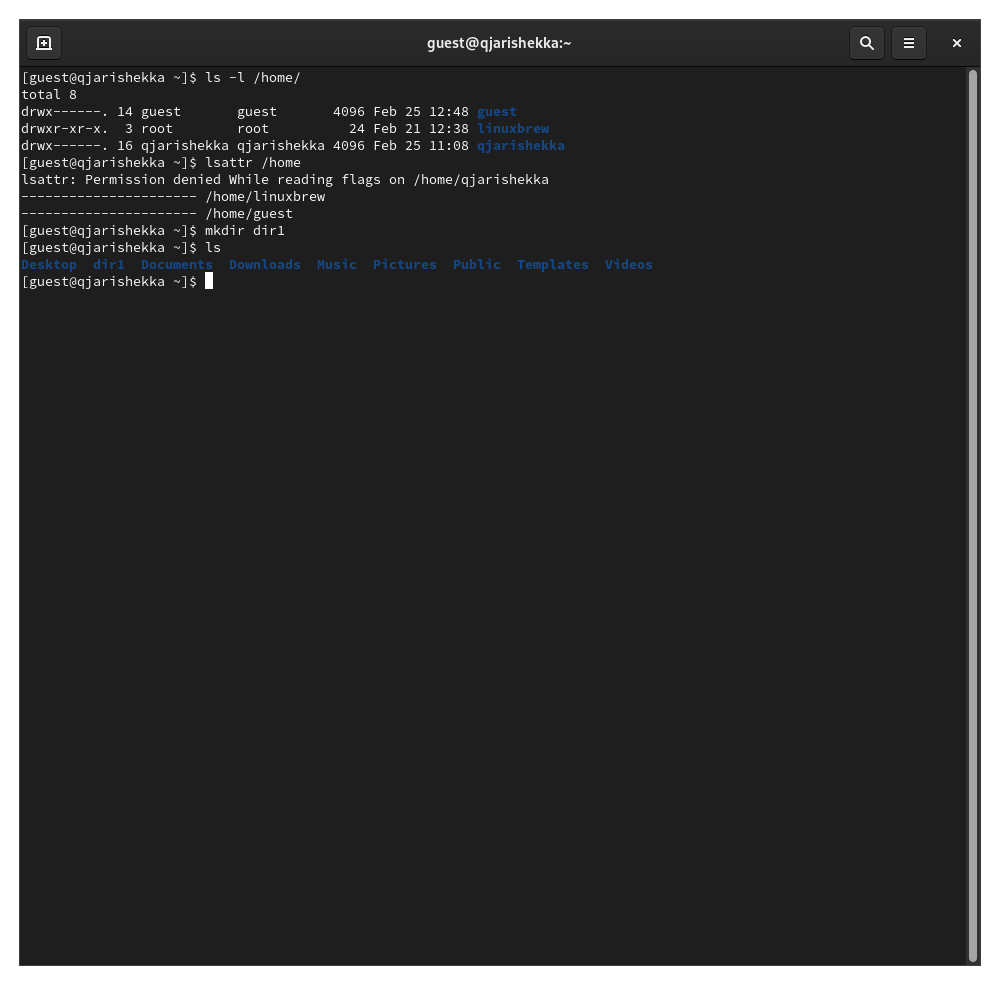 guest@qjarishekka:~
[guest@qjarishekka ~]$ ls -l /home/
total 8
drwx------. 14 guest       guest       4096 Feb 25 12:48 guest
drwxr-xr-x.  3 root        root          24 Feb 21 12:38 linuxbrew
drwx------. 16 qjarishekka qjarishekka 4096 Feb 25 11:08 qjarishekka
[guest@qjarishekka ~]$ lsattr /home
lsattr: Permission denied While reading flags on /home/qjarishekka
---------------------- /home/linuxbrew
---------------------- /home/guest
[guest@qjarishekka ~]$ mkdir dir1
[guest@qjarishekka ~]$ ls
Desktop  dir1  Documents  Downloads  Music  Pictures  Public  Templates  Videos
[guest@qjarishekka ~]$